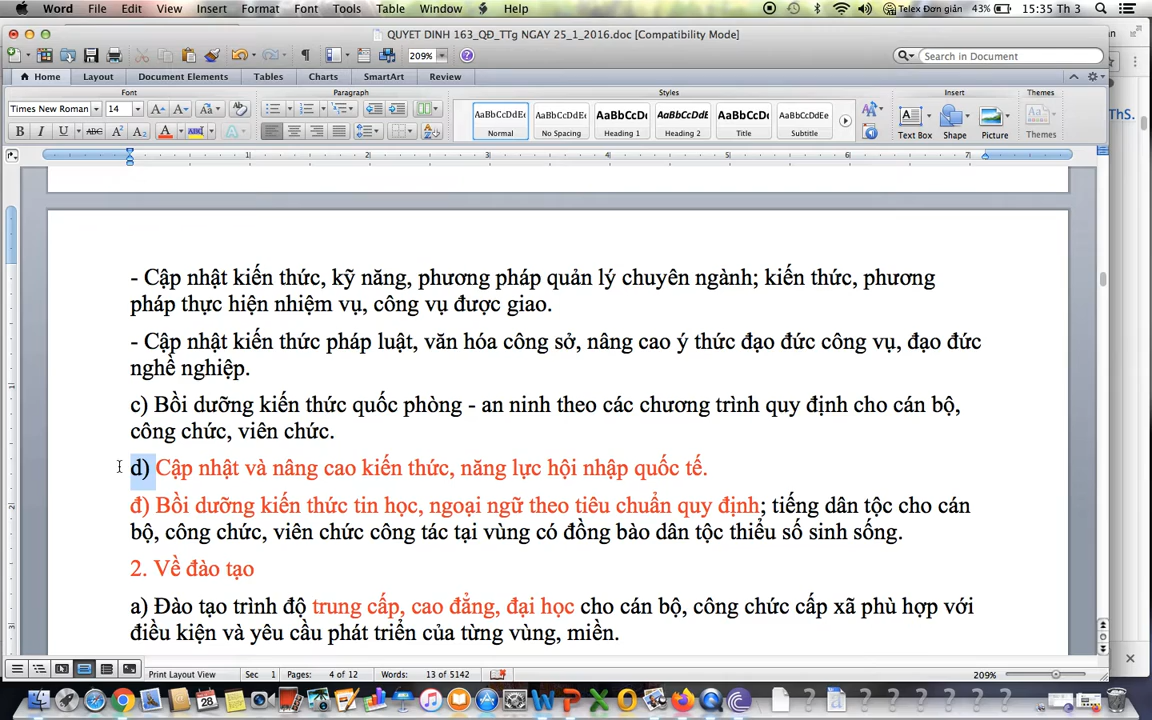 Word File Edit View Insert Format Font Tools Table Window Help Telex Đơn giản 43% 15:35 Th 3
QUYET DINH 163_QĐ_TTg NGAY 25_1_2016.doc [Compatibility Mode]
209% Search in Document
Home Layout Document Elements Tables Charts SmartArt Review
Font Paragraph Styles Insert Themes
Times New Roman 14
AaBbCcDdEe AaBbCcDdEe AaBbCcDc AaBbCcDdEe AaBbCcDc AaBbCcDdEe
Normal No Spacing Heading 1 Heading 2 Title Subtitle Text Box Shape Picture Themes
ThS.
- Cập nhật kiến thức, kỹ năng, phương pháp quản lý chuyên ngành; kiến thức, phương
pháp thực hiện nhiệm vụ, công vụ được giao.
- Cập nhật kiến thức pháp luật, văn hóa công sở, nâng cao ý thức đạo đức công vụ, đạo đức
nghề nghiệp.
c) Bồi dưỡng kiến thức quốc phòng - an ninh theo các chương trình quy định cho cán bộ,
công chức, viên chức.
d) Cập nhật và nâng cao kiến thức, năng lực hội nhập quốc tế.
đ) Bồi dưỡng kiến thức tin học, ngoại ngữ theo tiêu chuẩn quy định; tiếng dân tộc cho cán
bộ, công chức, viên chức công tác tại vùng có đồng bào dân tộc thiểu số sinh sống.
2. Về đào tạo
a) Đào tạo trình độ trung cấp, cao đẳng, đại học cho cán bộ, công chức cấp xã phù hợp với
điều kiện và yêu cầu phát triển của từng vùng, miền.
Print Layout View Sec 1 Pages: 4 of 12 Words: 13 of 5142 209%